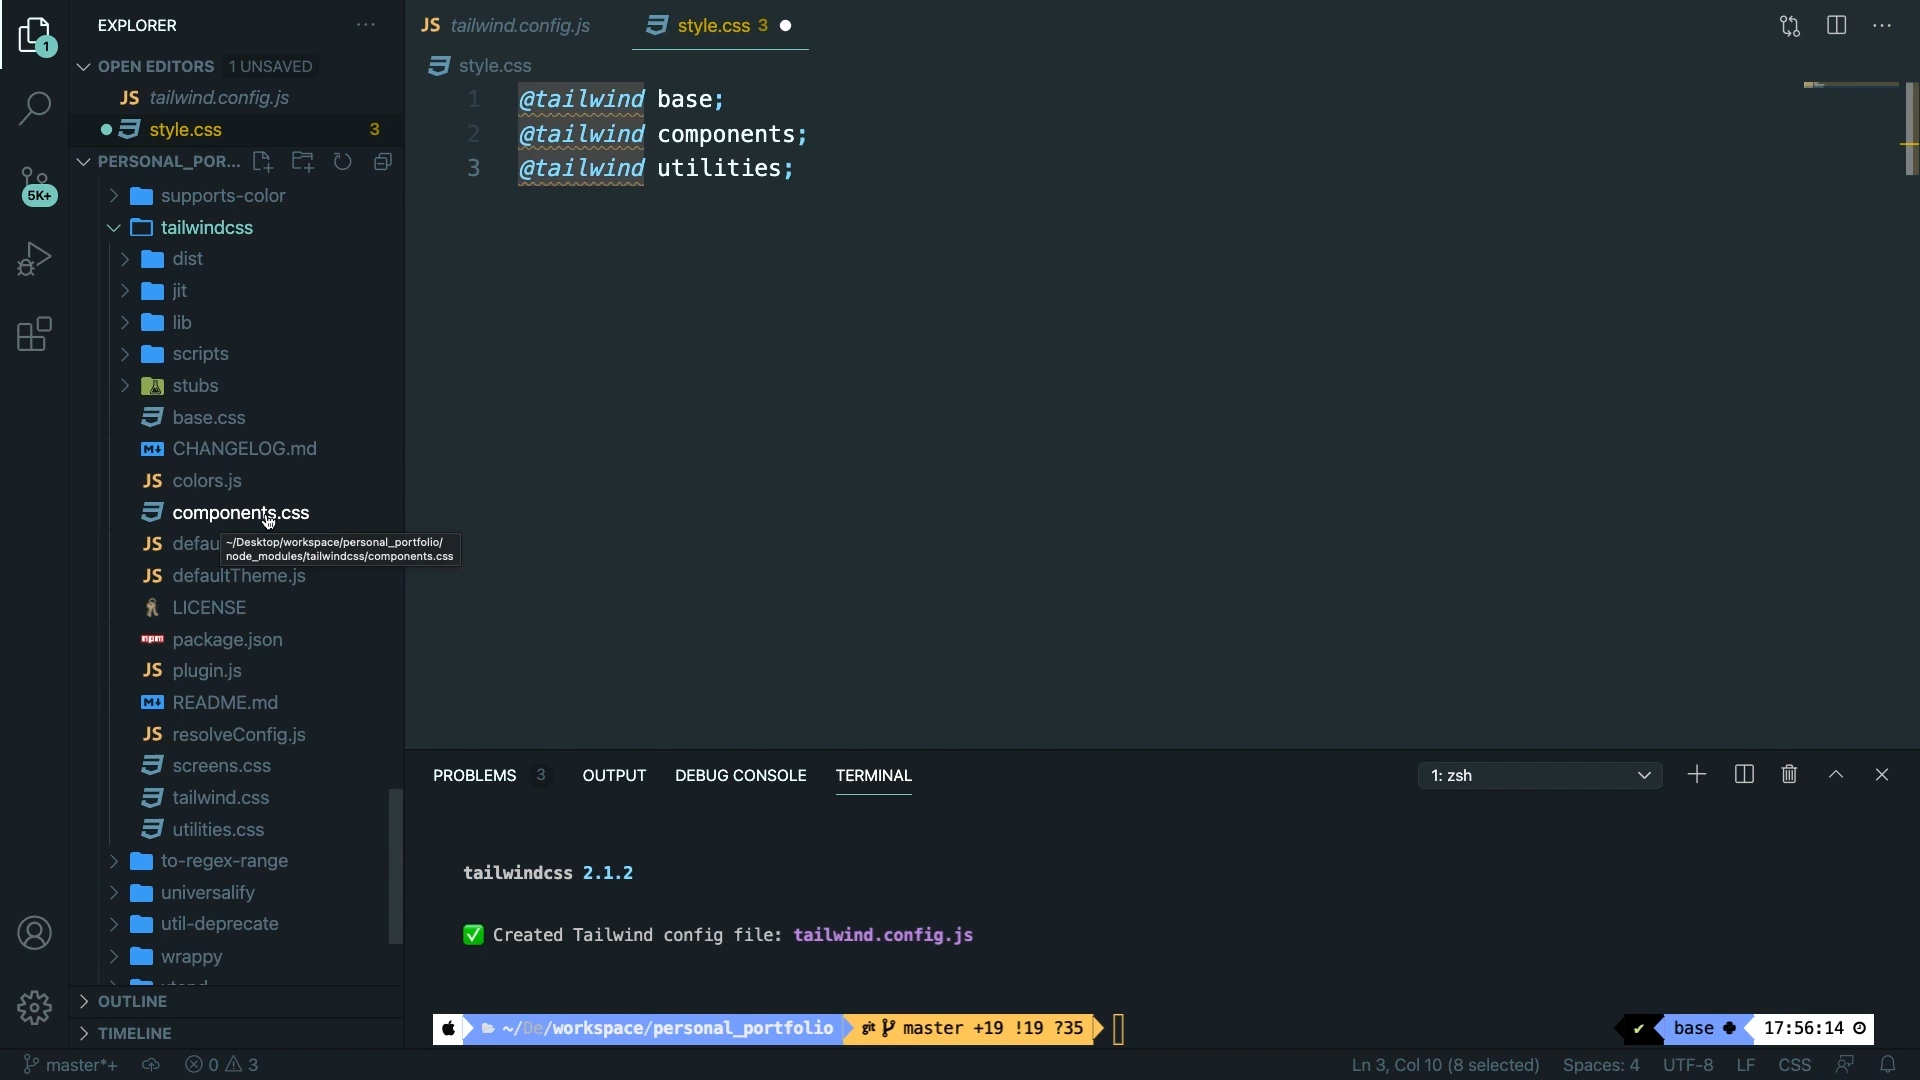 EXPLORER
OPEN EDITORS 1 UNSAVED
JS tailwind.config.js
style.css 3
PERSONAL_POR...
supports-color
tailwindcss
dist
jit
lib
scripts
stubs
base.css
CHANGELOG.md
JS colors.js
components.css
JS defau
~/Desktop/workspace/personal_portfolio/
node_modules/tailwindcss/components.css
JS defaultTheme.js
LICENSE
npm package.json
JS plugin.js
README.md
JS resolveConfig.js
screens.css
tailwind.css
utilities.css
to-regex-range
universalify
util-deprecate
wrappy
OUTLINE
TIMELINE
1
5K+
JS tailwind.config.js style.css 3
style.css
1 @tailwind base;
2 @tailwind components;
3 @tailwind utilities;
PROBLEMS 3 OUTPUT DEBUG CONSOLE TERMINAL 1: zsh
tailwindcss 2.1.2
✅ Created Tailwind config file: tailwind.config.js
~/De/workspace/personal_portfolio git master +19 !19 ?35 ✔ base 17:56:14
master*+ 0 3 Ln 3, Col 10 (8 selected) Spaces: 4 UTF-8 LF CSS